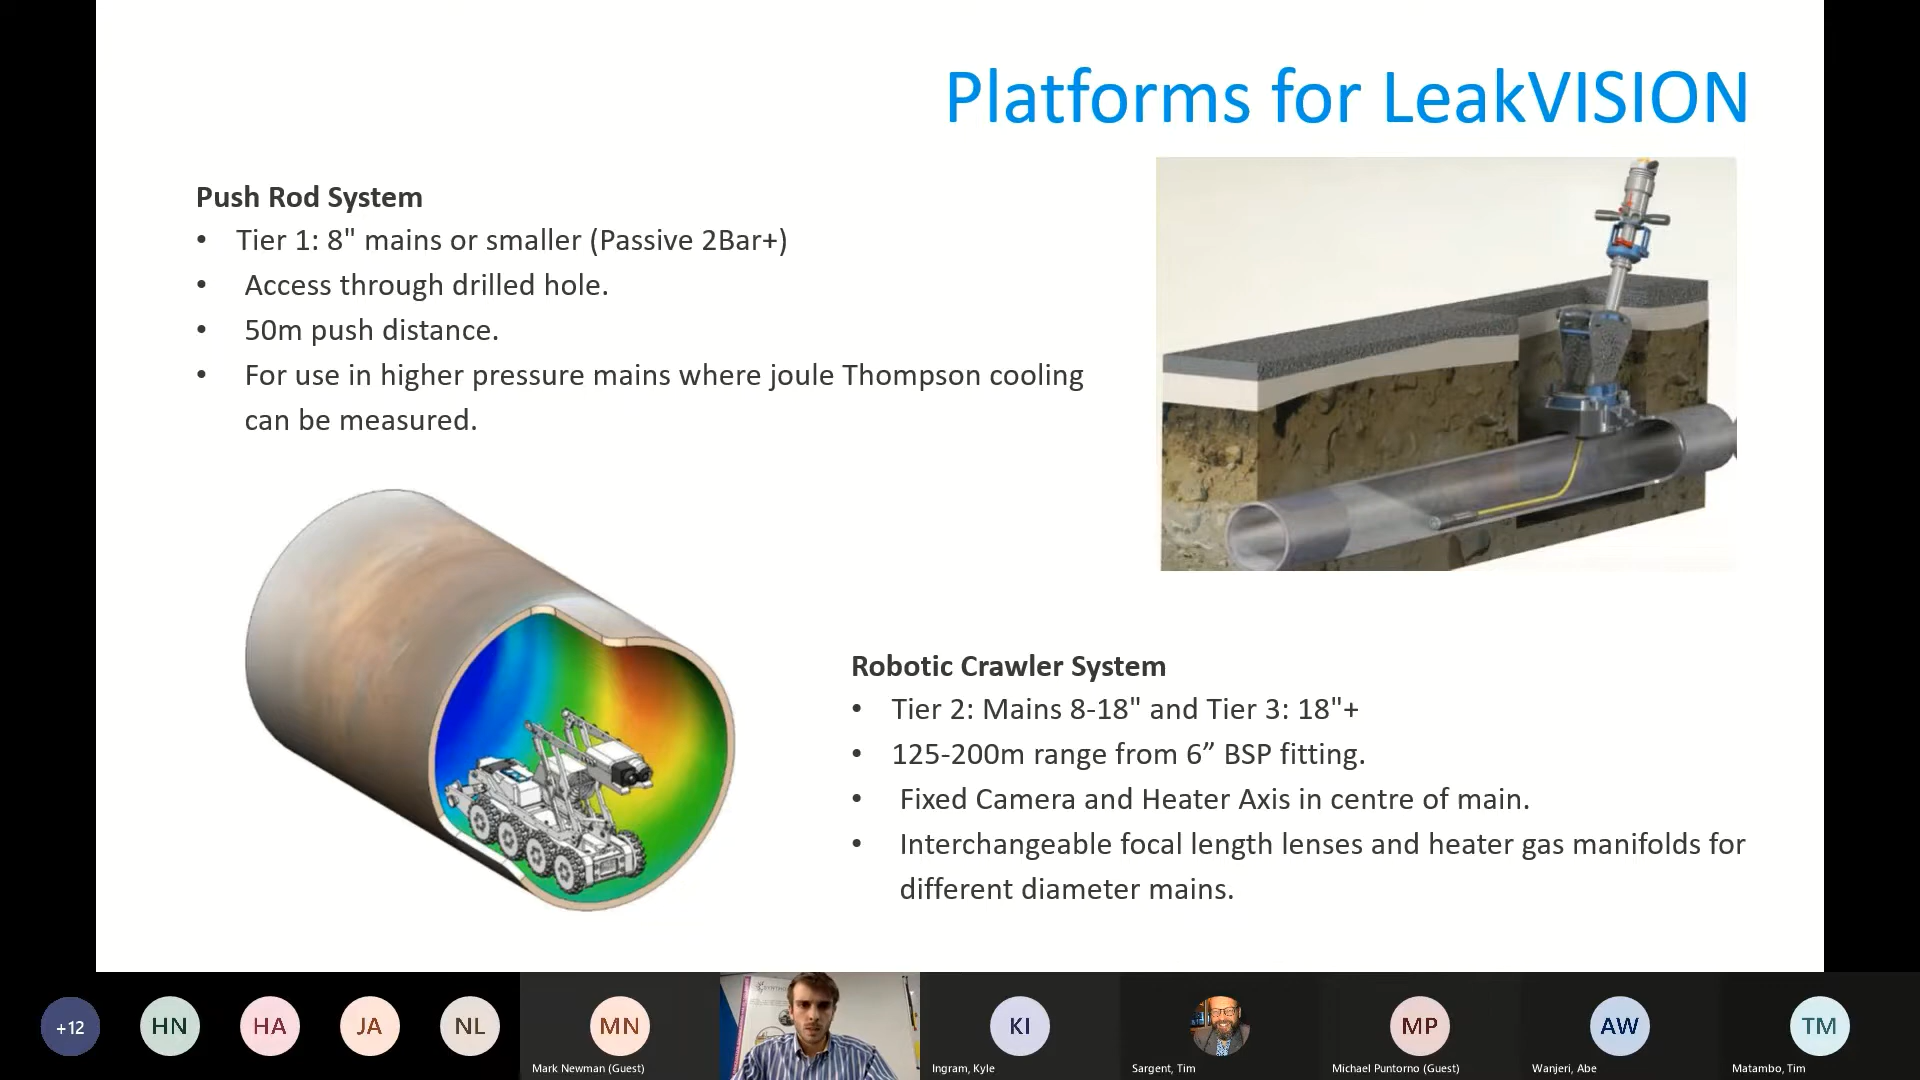 Platforms for LeakVISION
Push Rod System
• Tier 1: 8" mains or smaller (Passive 2Bar+)
• Access through drilled hole.
• 50m push distance.
• For use in higher pressure mains where joule Thompson cooling
can be measured.
Robotic Crawler System
• Tier 2: Mains 8-18" and Tier 3: 18"+
• 125-200m range from 6” BSP fitting.
• Fixed Camera and Heater Axis in centre of main.
• Interchangeable focal length lenses and heater gas manifolds for
different diameter mains.
+12
HN
HA
JA
NL
MN
KI
MP
AW
TM
Mark Newman (Guest)
Ingram, Kyle
Sargent, Tim
Michael Puntorno (Guest)
Wanjeri, Abe
Matambo, Tim